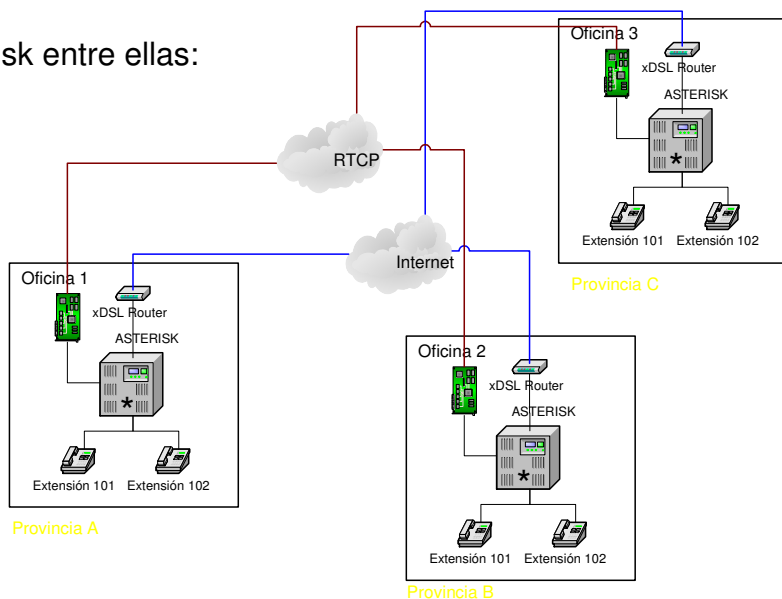 sk entre ellas:
Oficina 3
xDSL Router
ASTERISK
*
Extensión 101
Extensión 102
Provincia C
RTCP
Internet
Oficina 1
xDSL Router
ASTERISK
*
Extensión 101
Extensión 102
Provincia A
Oficina 2
xDSL Router
ASTERISK
*
Extensión 101
Extensión 102
Provincia B